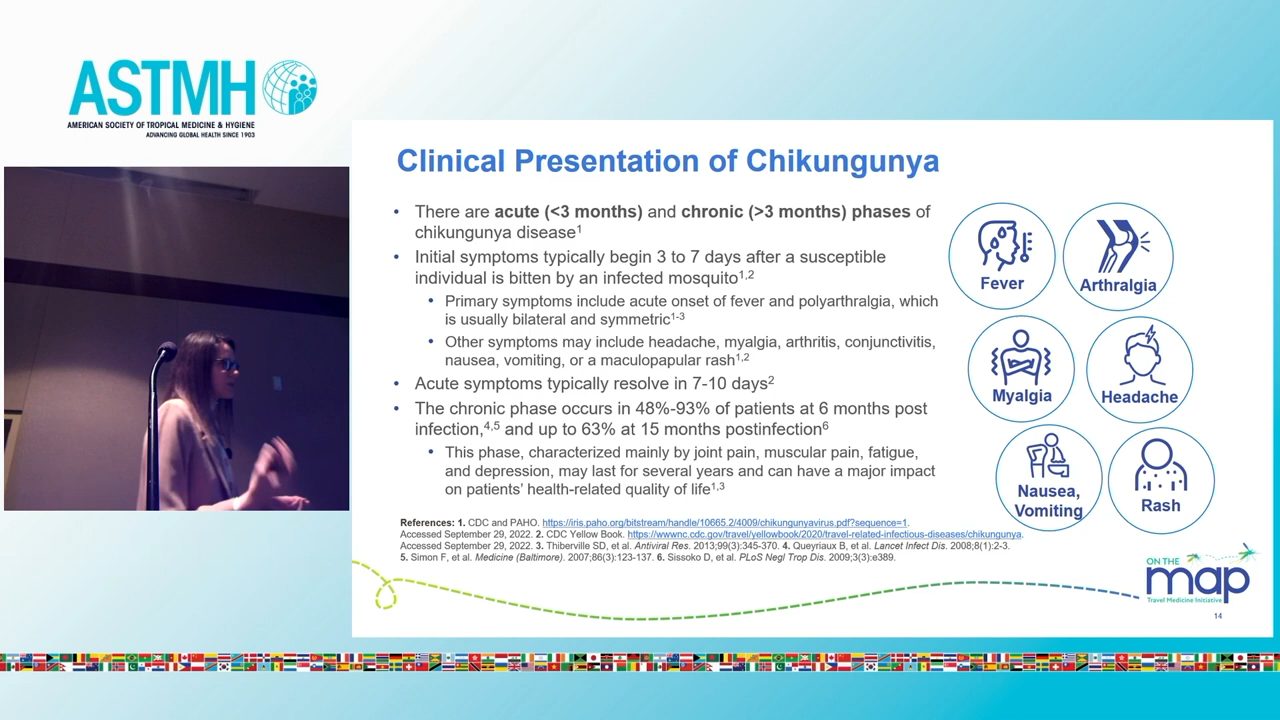 ASTMH
AMERICAN SOCIETY OF TROPICAL MEDICINE & HYGIENE
ADVANCING GLOBAL HEALTH SINCE 1903
Clinical Presentation of Chikungunya
• There are acute (<3 months) and chronic (>3 months) phases of
chikungunya disease1
• Initial symptoms typically begin 3 to 7 days after a susceptible
individual is bitten by an infected mosquito1,2
• Primary symptoms include acute onset of fever and polyarthralgia, which
is usually bilateral and symmetric1-3
• Other symptoms may include headache, myalgia, arthritis, conjunctivitis,
nausea, vomiting, or a maculopapular rash1,2
• Acute symptoms typically resolve in 7-10 days2
• The chronic phase occurs in 48%-93% of patients at 6 months post
infection,4,5 and up to 63% at 15 months postinfection6
• This phase, characterized mainly by joint pain, muscular pain, fatigue,
and depression, may last for several years and can have a major impact
on patients' health-related quality of life1,3
Fever
Arthralgia
Myalgia
Headache
Nausea,
Vomiting
Rash
References: 1. CDC and PAHO. https://iris.paho.org/bitstream/handle/10665.2/4009/chikungunyavirus.pdf?sequence=1.
Accessed September 29, 2022. 2. CDC Yellow Book. https://wwwnc.cdc.gov/travel/yellowbook/2020/travel-related-infectious-diseases/chikungunya.
Accessed September 29, 2022. 3. Thiberville SD, et al. Antiviral Res. 2013;99(3):345-370. 4. Queyriaux B, et al. Lancet Infect Dis. 2008;8(1):2-3.
5. Simon F, et al. Medicine (Baltimore). 2007;86(3):123-137. 6. Sissoko D, et al. PLoS Negl Trop Dis. 2009;3(3):e389.
ON THE
map
Travel Medicine Initiative
14